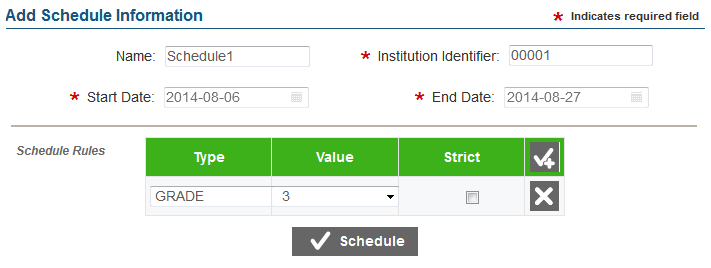 Add Schedule Information
* Indicates required field
Name: Schedule1 * Institution Identifier: 00001
* Start Date: 2014-08-06 * End Date: 2014-08-27
Schedule Rules
Type Value Strict
GRADE 3
Schedule